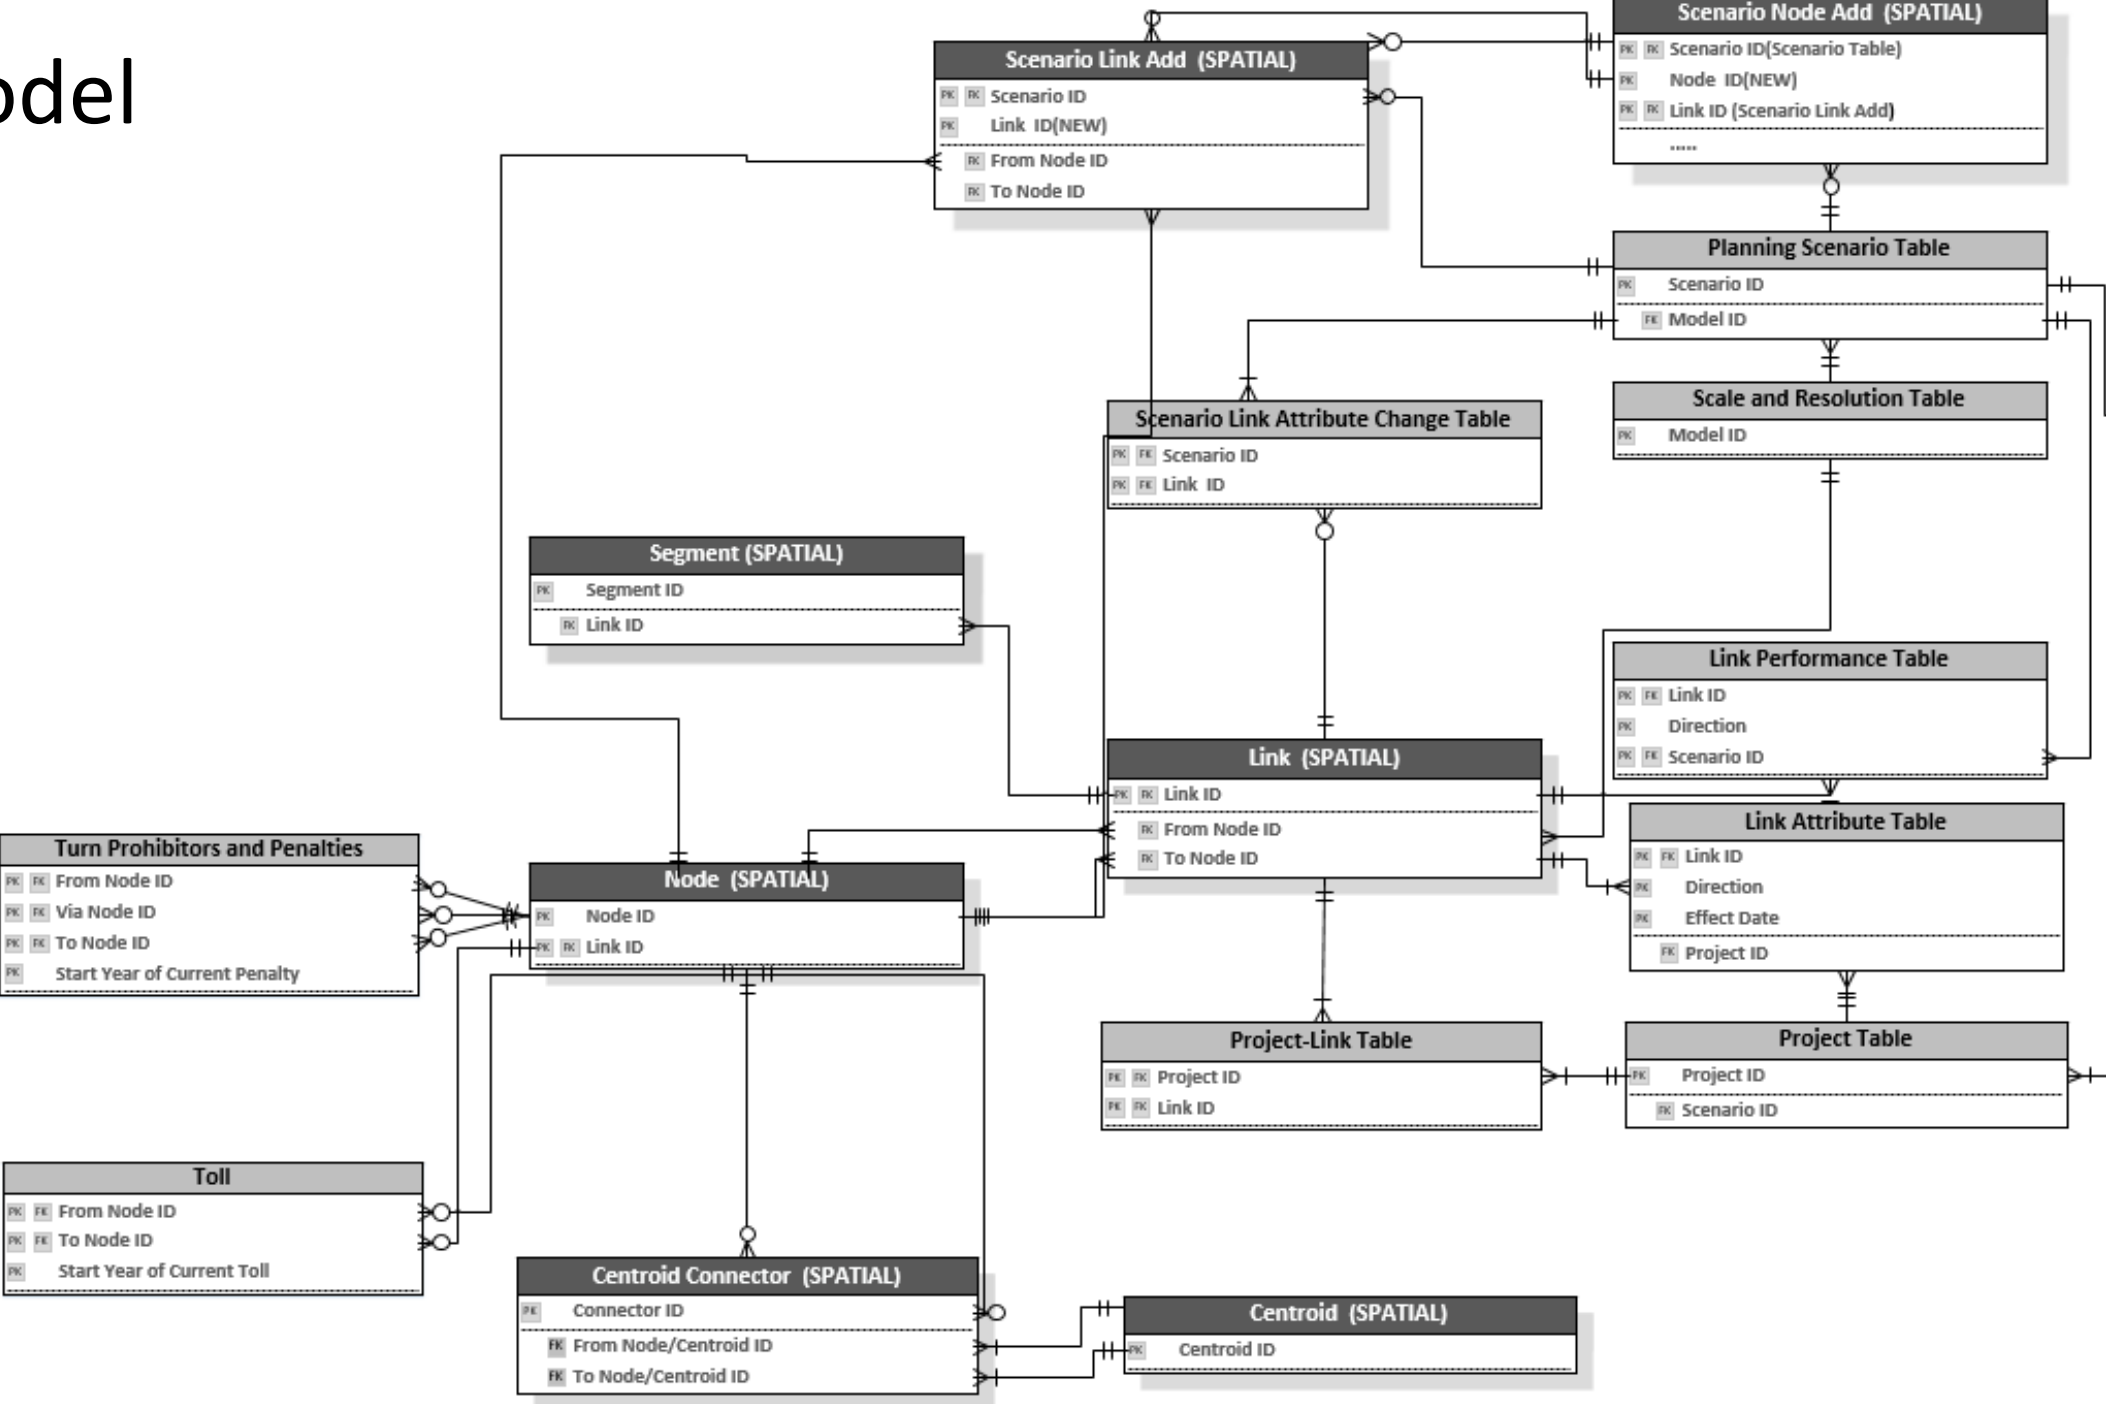 odel
Scenario Node Add (SPATIAL)
PK FK Scenario ID(Scenario Table)
PK Node ID(NEW)
PK FK Link ID (Scenario Link Add)
.....
Scenario Link Add (SPATIAL)
PK FK Scenario ID
PK Link ID(NEW)
FK From Node ID
FK To Node ID
Planning Scenario Table
PK Scenario ID
FK Model ID
Scale and Resolution Table
PK Model ID
Scenario Link Attribute Change Table
PK FK Scenario ID
PK FK Link ID
Segment (SPATIAL)
PK Segment ID
FK Link ID
Link Performance Table
PK FK Link ID
PK Direction
PK FK Scenario ID
Link (SPATIAL)
PK FK Link ID
FK From Node ID
FK To Node ID
Link Attribute Table
PK FK Link ID
PK Direction
PK Effect Date
FK Project ID
Turn Prohibitors and Penalties
PK FK From Node ID
PK FK Via Node ID
PK FK To Node ID
PK Start Year of Current Penalty
Node (SPATIAL)
PK Node ID
PK FK Link ID
Project-Link Table
PK FK Project ID
PK FK Link ID
Project Table
PK Project ID
FK Scenario ID
Toll
PK FK From Node ID
PK FK To Node ID
PK Start Year of Current Toll
Centroid Connector (SPATIAL)
PK Connector ID
FK From Node/Centroid ID
FK To Node/Centroid ID
Centroid (SPATIAL)
PK Centroid ID